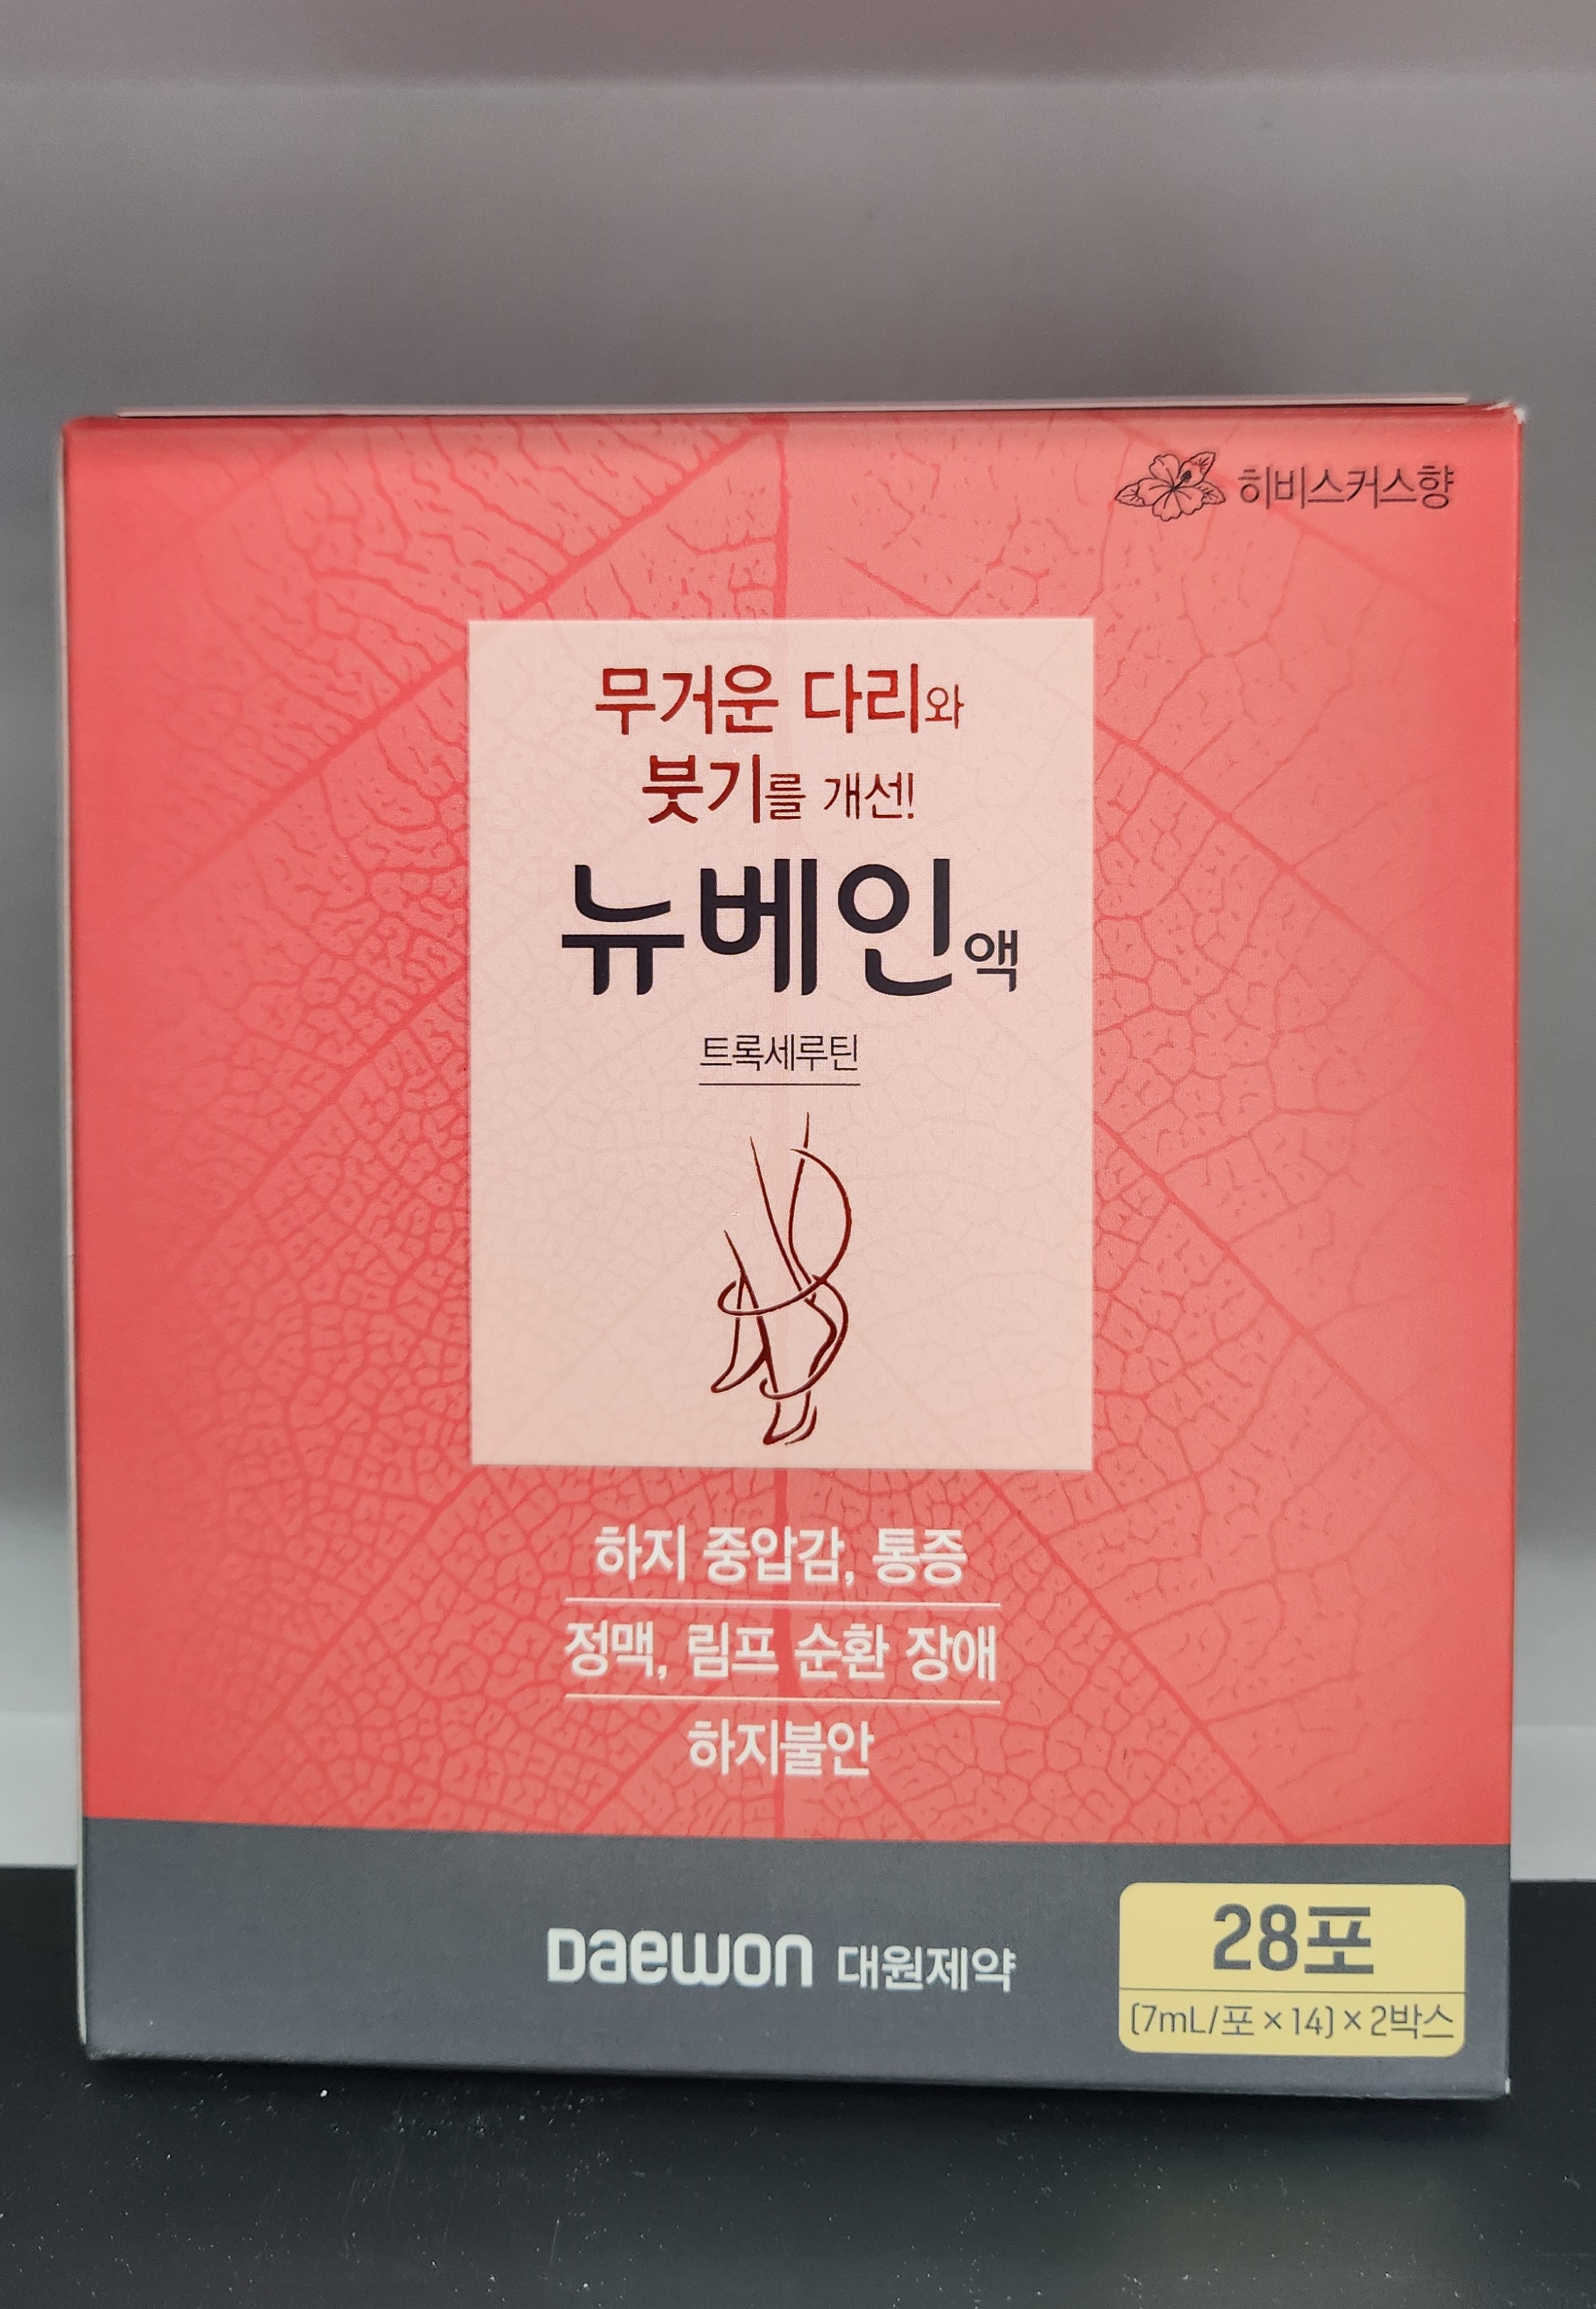 히비스커스향
무거운 다리와
붓기를 개선!
뉴베인액
트록세루틴
하지 중압감, 통증
정맥, 림프 순환 장애
하지불안
Daewon 대원제약
28포
(7mL/포×14)×2박스